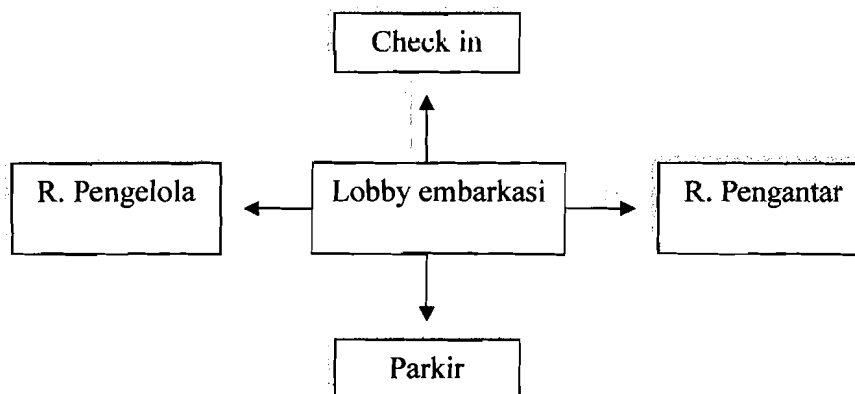 Check in
R. Pengelola
Lobby embarkasi
R. Pengantar
Parkir